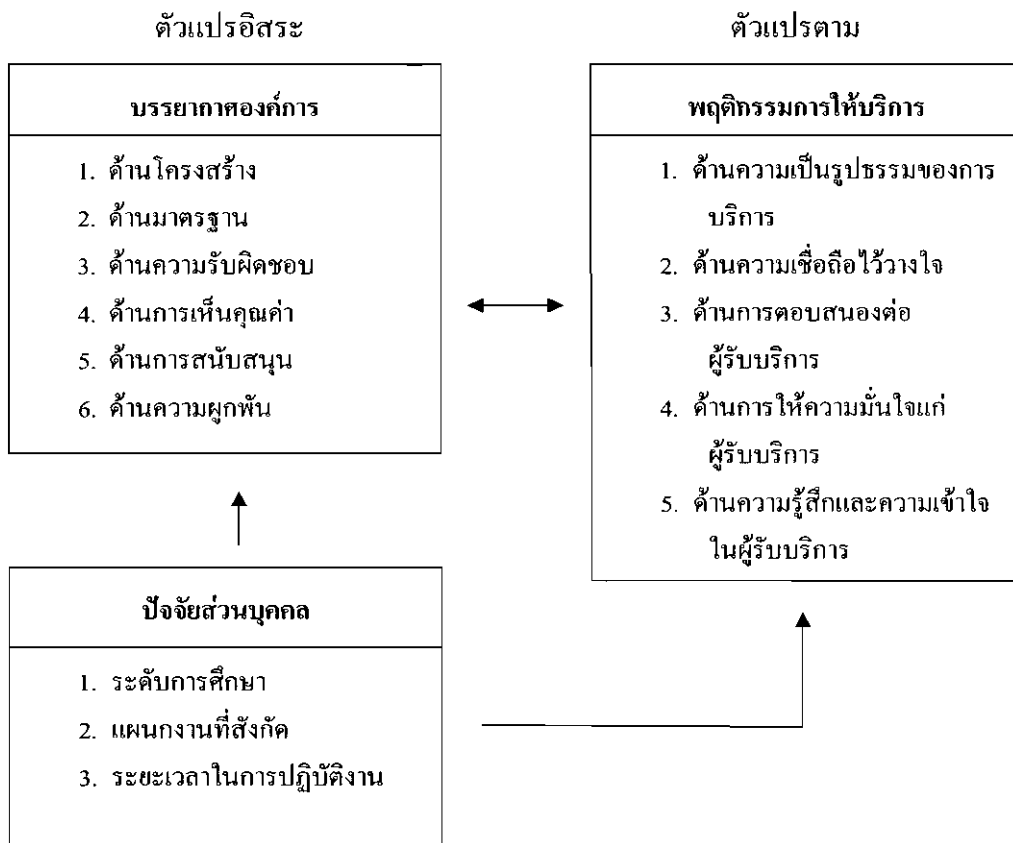 ตัวแปรอิสระ
บรรยากาศองค์การ
1. ด้านโครงสร้าง
2. ด้านมาตรฐาน
3. ด้านความรับผิดชอบ
4. ด้านการเห็นคุณค่า
5. ด้านการสนับสนุน
6. ด้านความผูกพัน
ปัจจัยส่วนบุคคล
1. ระดับการศึกษา
2. แผนกงานที่สังกัด
3. ระยะเวลาในการปฏิบัติงาน
ตัวแปรตาม
พฤติกรรมการให้บริการ
1. ด้านความเป็นรูปธรรมของการ
บริการ
2. ด้านความเชื่อถือไว้วางใจ
3. ด้านการตอบสนองต่อ
ผู้รับบริการ
4. ด้านการให้ความมั่นใจแก่
ผู้รับบริการ
5. ด้านความรู้สึกและความเข้าใจ
ในผู้รับบริการ